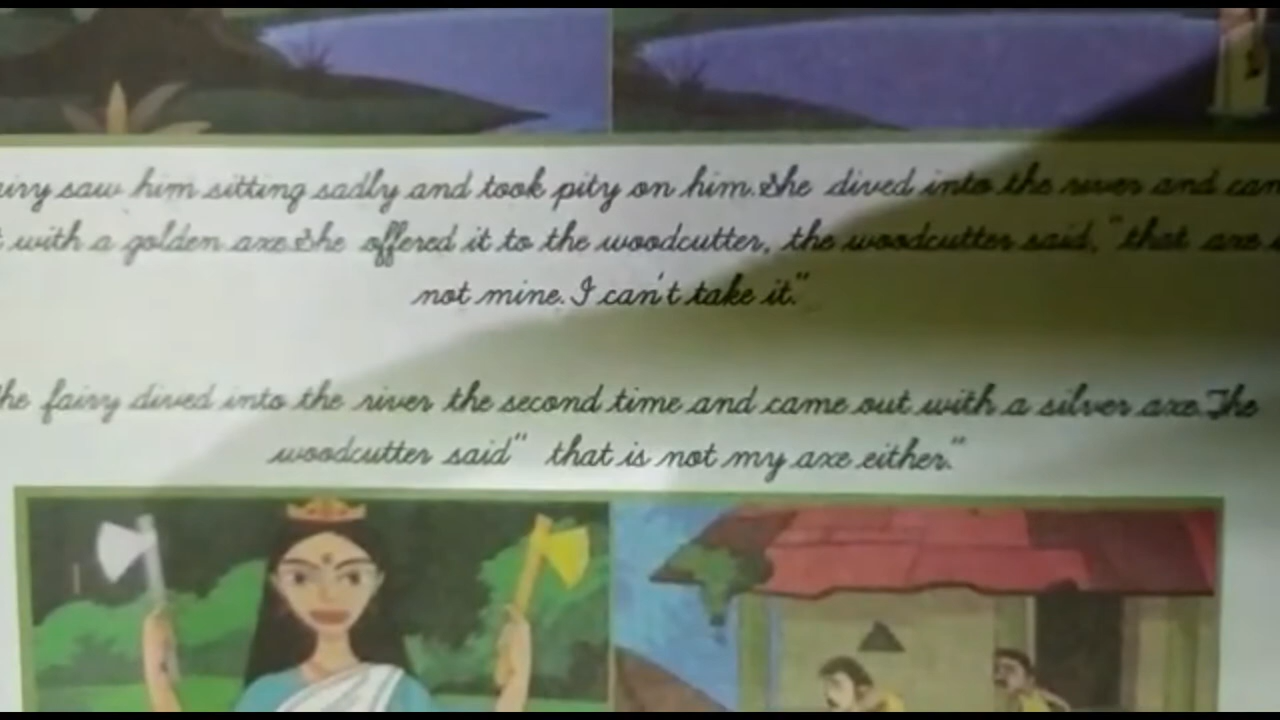 saw him sitting sadly and took pity on him.She dived into the river and
with a golden axe.She offered it to the woodcutter, the woodcutter said, "that axe
not mine. I can't take it."
fairy dived into the river the second time and came out with a silver axe.The
woodcutter said" that is not my axe either."